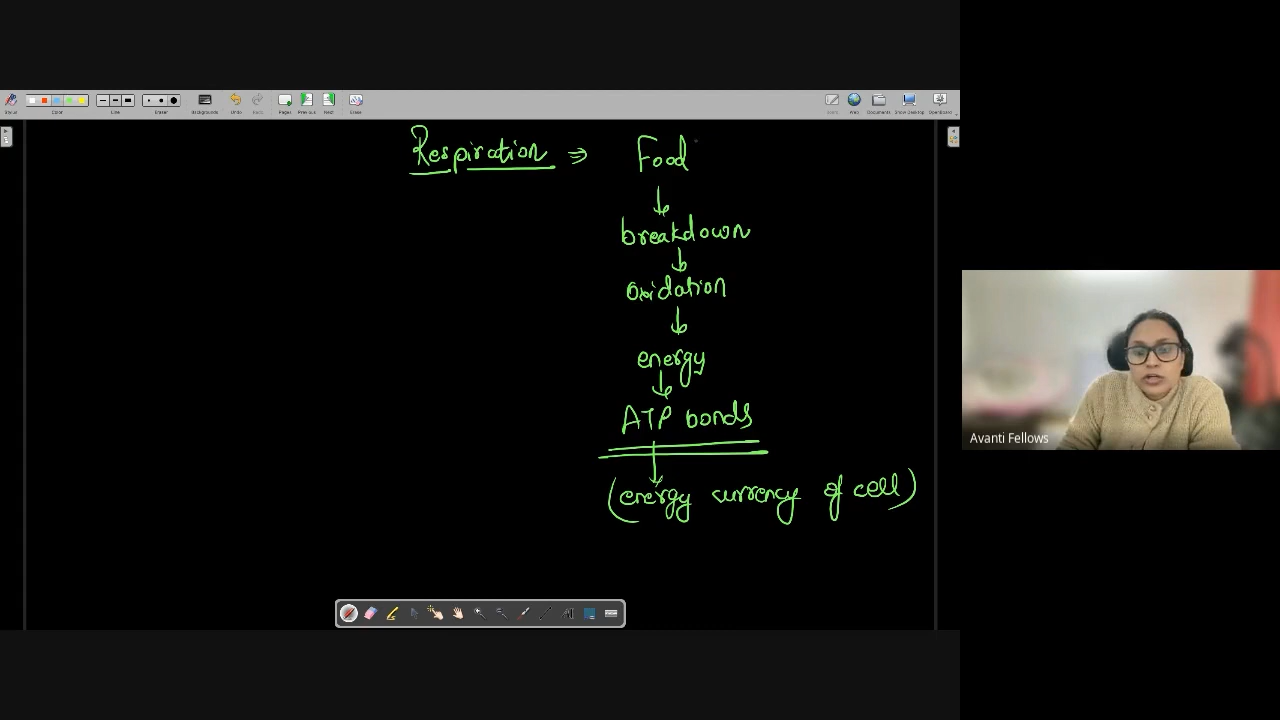 Respiration ⇒ Food
↓
breakdown
↓
oxidation
↓
energy
↓
ATP bonds
↓
(energy currency of cell)
Avanti Fellows